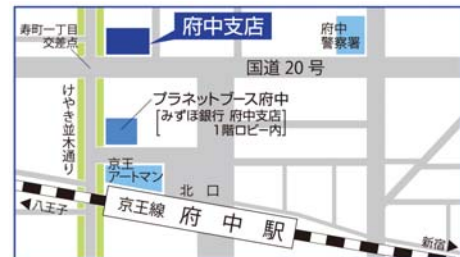 寿町一丁目
交差点
府中支店
府中
警察署
国道20号
けやき並木通り
プラネットブース府中
[みずほ銀行 府中支店
1階ロビー内]
京王
アートマン
北口
京王線 府中駅
◀八王子
新宿▶